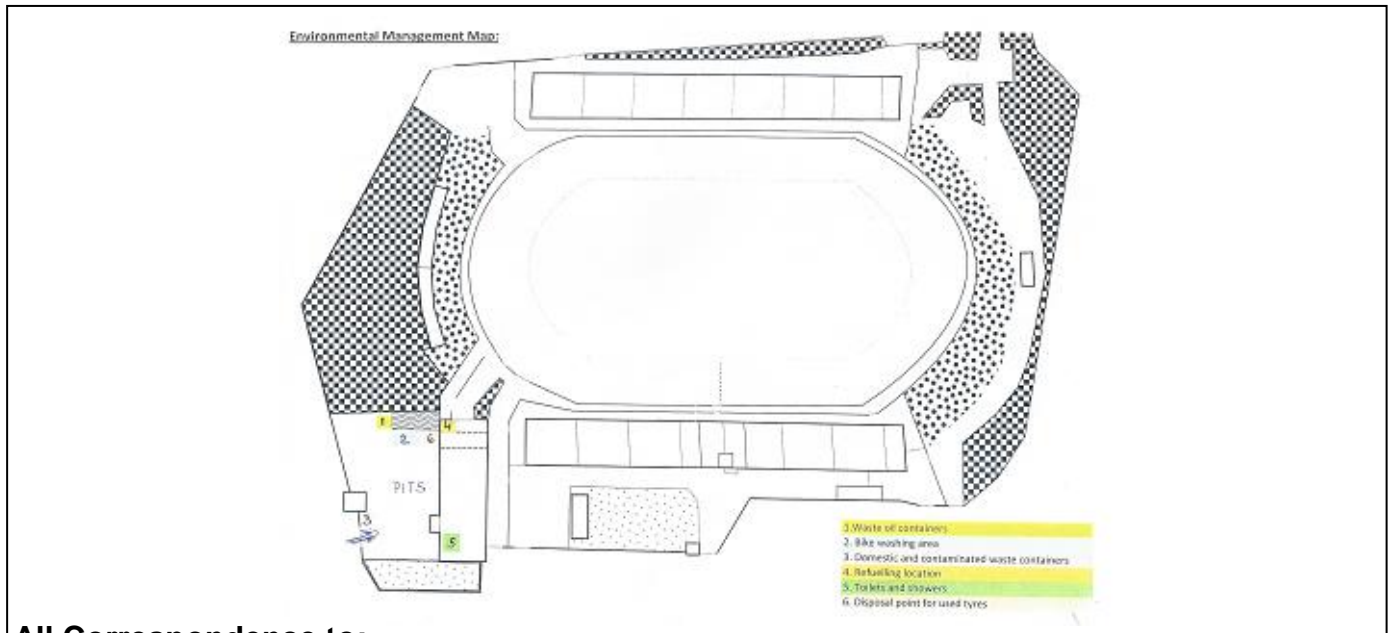 Environmental Management Map:
1
4
2 6
PITS
3
5
1. Waste oil containers
2. Bike washing area
3. Domestic and contaminated waste containers
4. Refuelling location
5. Toilets and showers
6. Disposal point for used tyres
All Correspondence to: